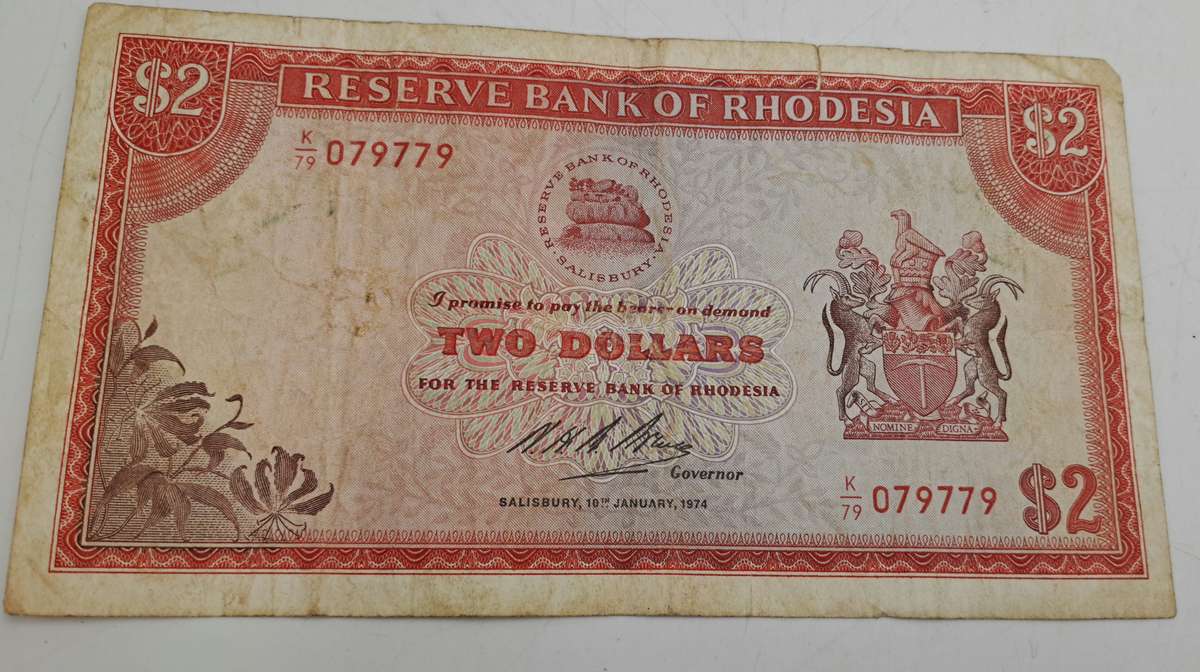 $2
RESERVE BANK OF RHODESIA
$2
K/79 079779
RESERVE BANK OF RHODESIA
· SALISBURY ·
I promise to pay the bearer on demand
TWO DOLLARS
FOR THE RESERVE BANK OF RHODESIA
Governor
SALISBURY, 10TH JANUARY, 1974
SIT NOMINE DIGNA
K/79 079779
$2